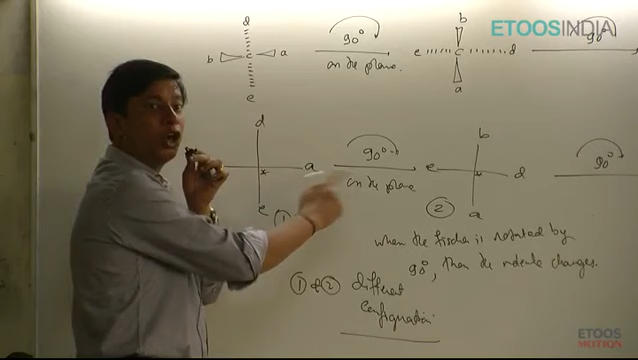 ETOOSINDIA
d
b c a
e
90°
on the plane.
b
e c d
a
90°
d
a
e
①
90°
on the plane
b
e d
a
②
90°
when the fischer is rotated by
90°, then the molecule changes.
① & ② different
configuration
ETOOS
MOTION